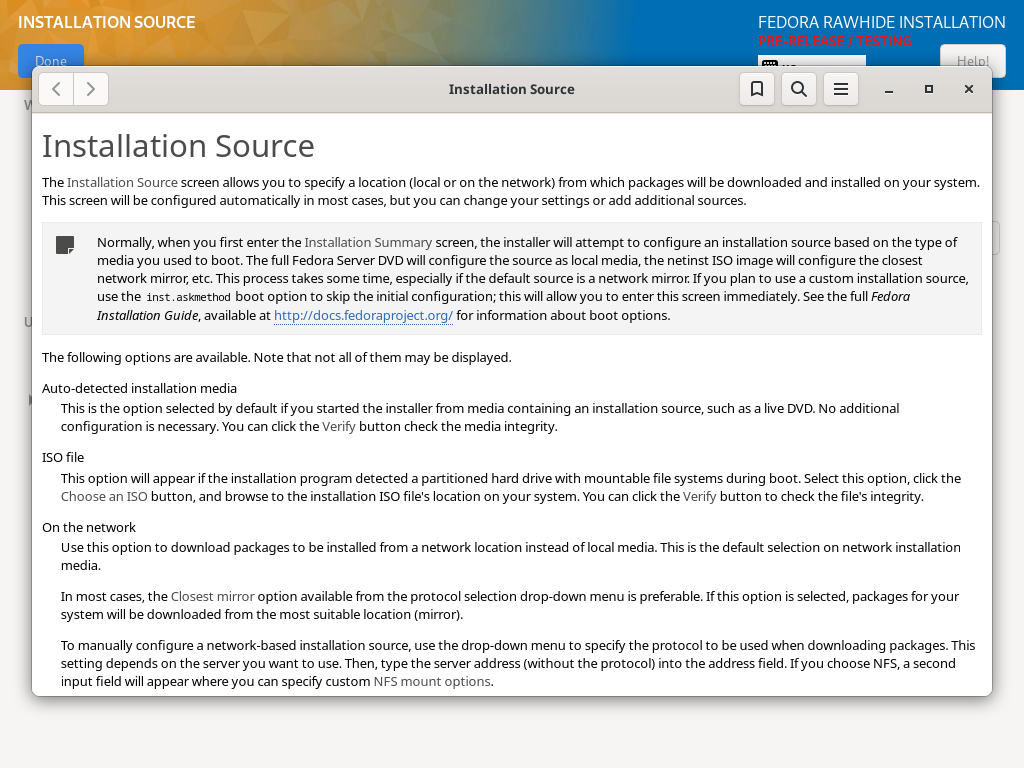 INSTALLATION SOURCE
FEDORA RAWHIDE INSTALLATION
PRE-RELEASE / TESTING
Done
Help!
Installation Source
Installation Source
The Installation Source screen allows you to specify a location (local or on the network) from which packages will be downloaded and installed on your system.
This screen will be configured automatically in most cases, but you can change your settings or add additional sources.
Normally, when you first enter the Installation Summary screen, the installer will attempt to configure an installation source based on the type of
media you used to boot. The full Fedora Server DVD will configure the source as local media, the netinst ISO image will configure the closest
network mirror, etc. This process takes some time, especially if the default source is a network mirror. If you plan to use a custom installation source,
use the inst.askmethod boot option to skip the initial configuration; this will allow you to enter this screen immediately. See the full Fedora
Installation Guide, available at http://docs.fedoraproject.org/ for information about boot options.
The following options are available. Note that not all of them may be displayed.
Auto-detected installation media
This is the option selected by default if you started the installer from media containing an installation source, such as a live DVD. No additional
configuration is necessary. You can click the Verify button check the media integrity.
ISO file
This option will appear if the installation program detected a partitioned hard drive with mountable file systems during boot. Select this option, click the
Choose an ISO button, and browse to the installation ISO file's location on your system. You can click the Verify button to check the file's integrity.
On the network
Use this option to download packages to be installed from a network location instead of local media. This is the default selection on network installation
media.
In most cases, the Closest mirror option available from the protocol selection drop-down menu is preferable. If this option is selected, packages for your
system will be downloaded from the most suitable location (mirror).
To manually configure a network-based installation source, use the drop-down menu to specify the protocol to be used when downloading packages. This
setting depends on the server you want to use. Then, type the server address (without the protocol) into the address field. If you choose NFS, a second
input field will appear where you can specify custom NFS mount options.